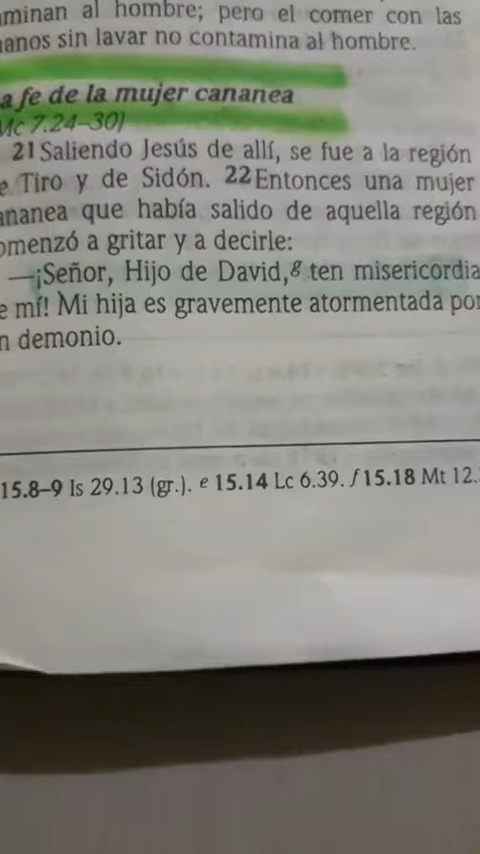 minan al hombre; pero el comer con las
anos sin lavar no contamina al hombre.
a fe de la mujer cananea
Mc 7.24–30)
21 Saliendo Jesús de allí, se fue a la región
e Tiro y de Sidón. 22 Entonces una mujer
ananea que había salido de aquella región
omenzó a gritar y a decirle:
—¡Señor, Hijo de David,g ten misericordia
e mí! Mi hija es gravemente atormentada por
n demonio.
15.8–9 Is 29.13 (gr.). e 15.14 Lc 6.39. f 15.18 Mt 12.